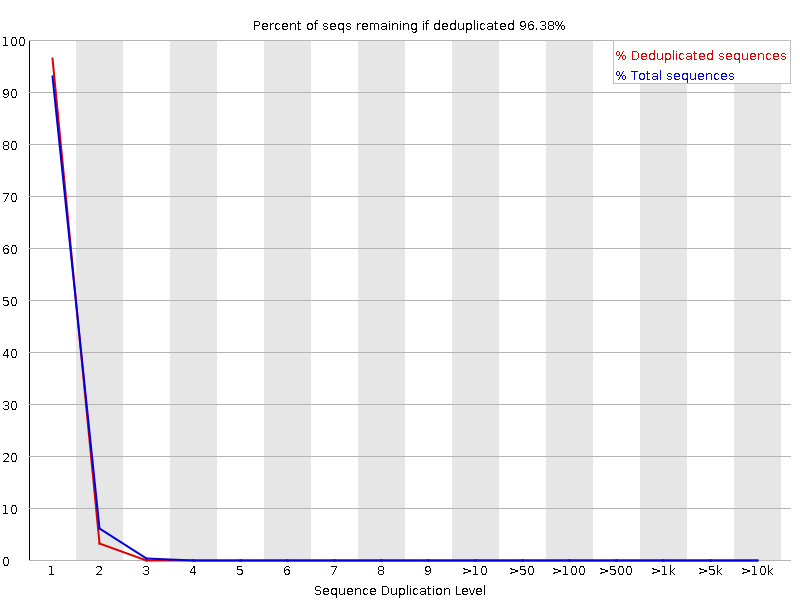 Percent of seqs remaining if deduplicated 96.38%
% Deduplicated sequences
% Total sequences
100
90
80
70
60
50
40
30
20
10
0
1 2 3 4 5 6 7 8 9 >10 >50 >100 >500 >1k >5k >10k
Sequence Duplication Level